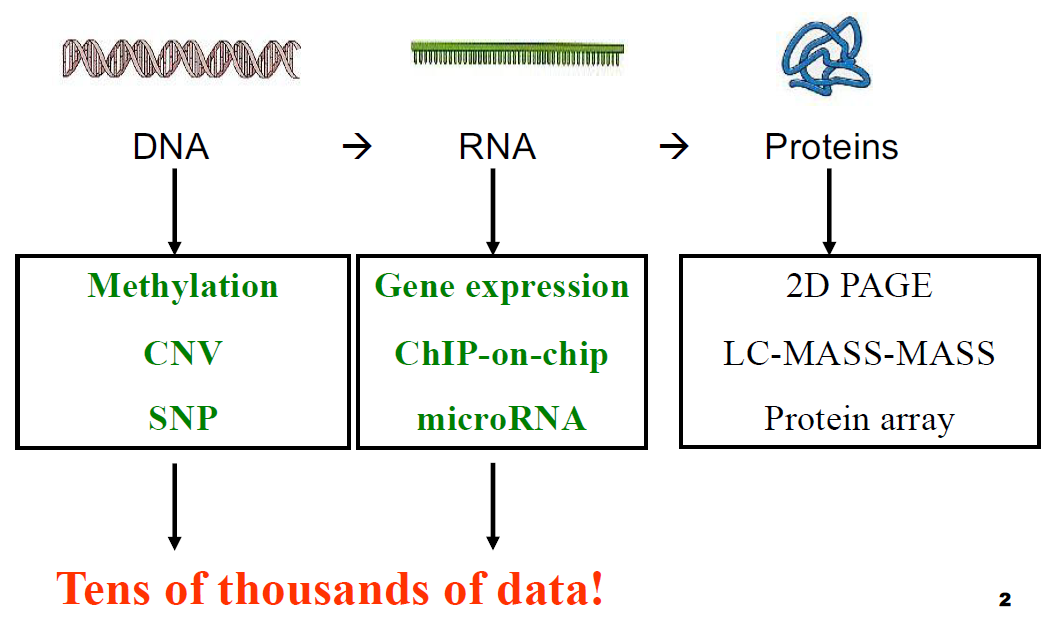 DNA → RNA → Proteins
Methylation
CNV
SNP
Gene expression
ChIP-on-chip
microRNA
2D PAGE
LC-MASS-MASS
Protein array
Tens of thousands of data!
2